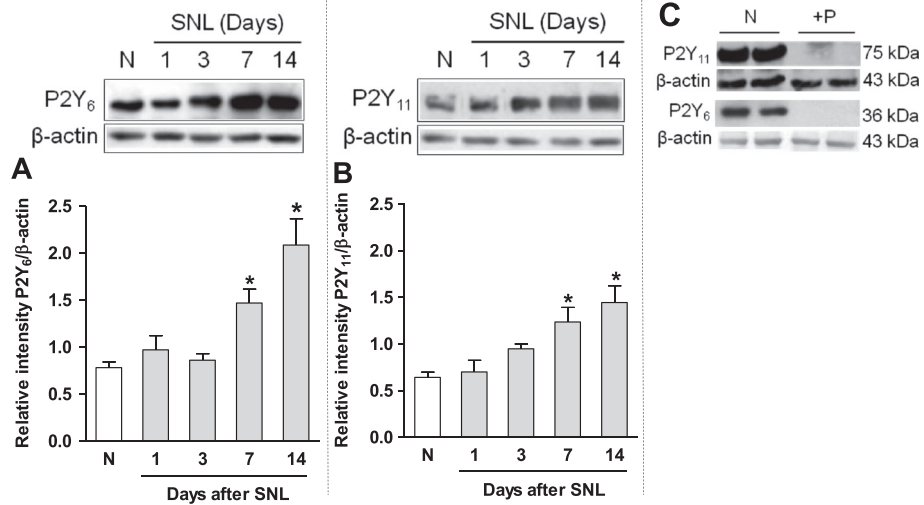 SNL (Days)
N 1 3 7 14
P2Y6
β-actin
A
Relative intensity P2Y6/β-actin
2.5
2.0
1.5
1.0
0.5
0.0
*
*
N 1 3 7 14
Days after SNL
SNL (Days)
N 1 3 7 14
P2Y11
β-actin
B
Relative intensity P2Y11/β-actin
2.5
2.0
1.5
1.0
0.5
0.0
*
*
N 1 3 7 14
Days after SNL
C
N +P
P2Y11 75 kDa
β-actin 43 kDa
P2Y6 36 kDa
β-actin 43 kDa